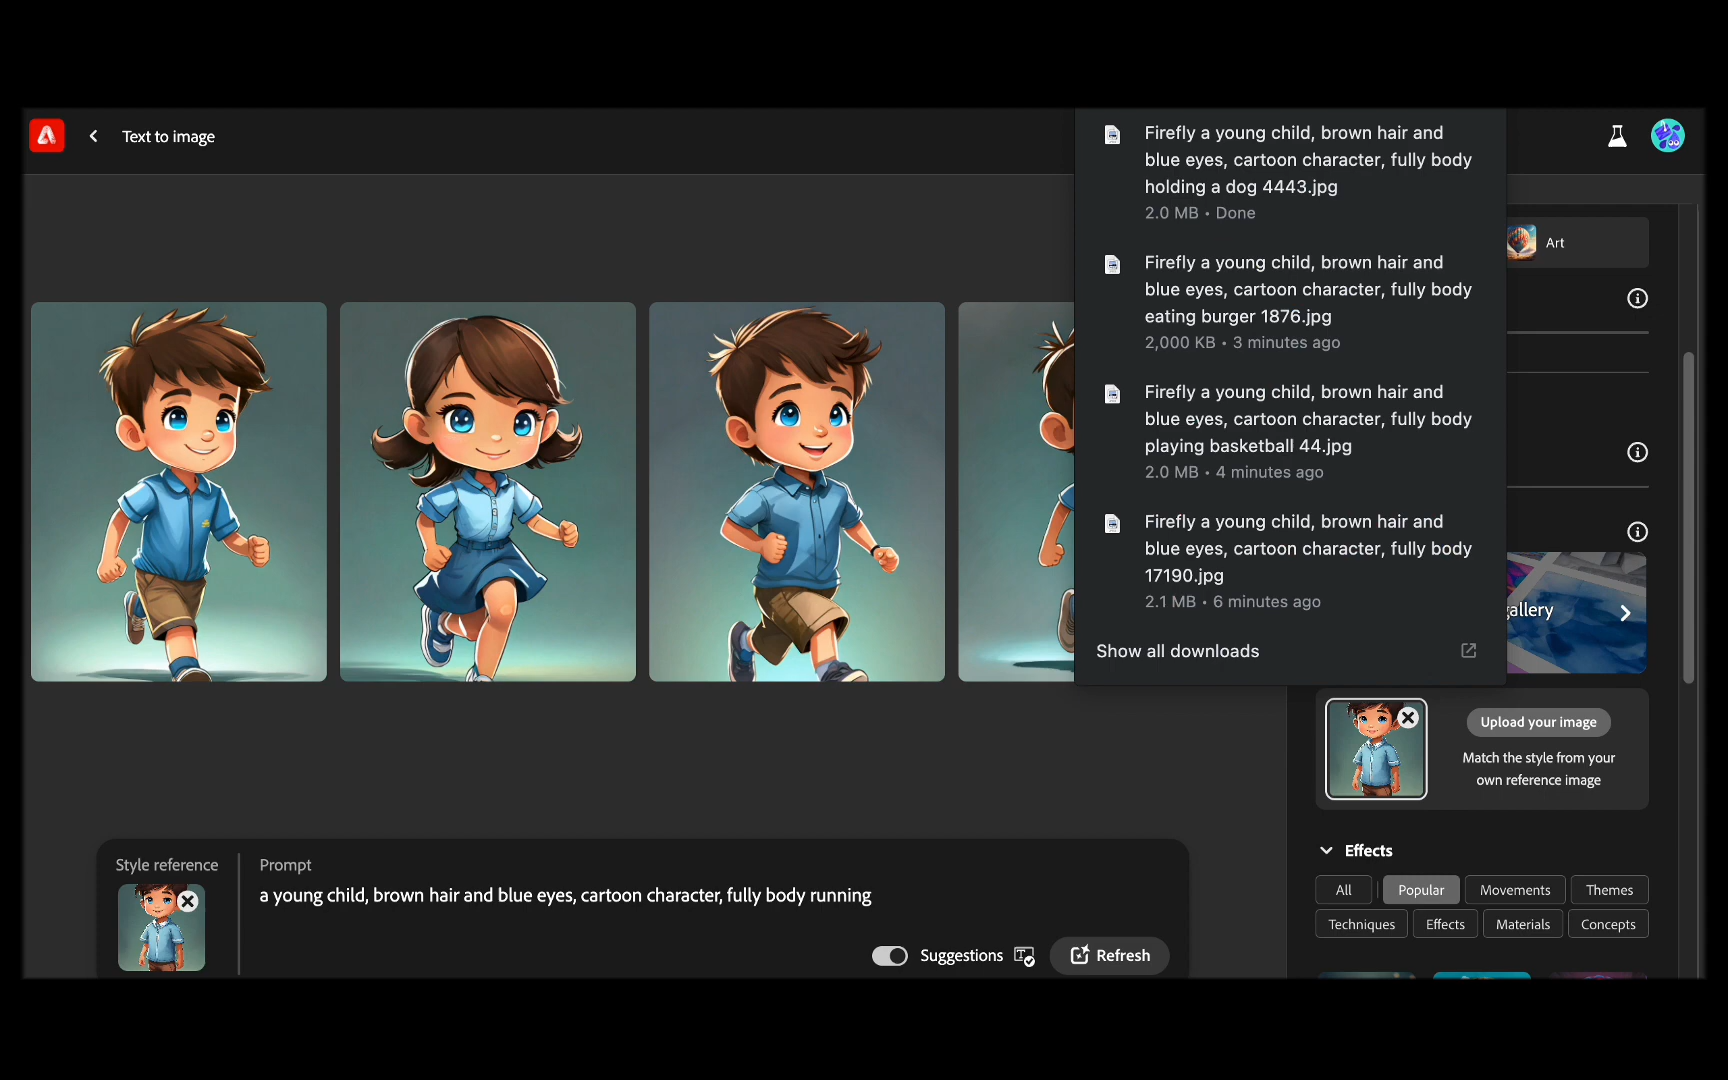 Text to image
Firefly a young child, brown hair and
blue eyes, cartoon character, fully body
holding a dog 4443.jpg
2.0 MB • Done
Firefly a young child, brown hair and
blue eyes, cartoon character, fully body
eating burger 1876.jpg
2,000 KB • 3 minutes ago
Firefly a young child, brown hair and
blue eyes, cartoon character, fully body
playing basketball 44.jpg
2.0 MB • 4 minutes ago
Firefly a young child, brown hair and
blue eyes, cartoon character, fully body
17190.jpg
2.1 MB • 6 minutes ago
Show all downloads
Art
gallery
Upload your image
Match the style from your
own reference image
Effects
All
Popular
Movements
Themes
Techniques
Effects
Materials
Concepts
Style reference
Prompt
a young child, brown hair and blue eyes, cartoon character, fully body running
Suggestions
Refresh